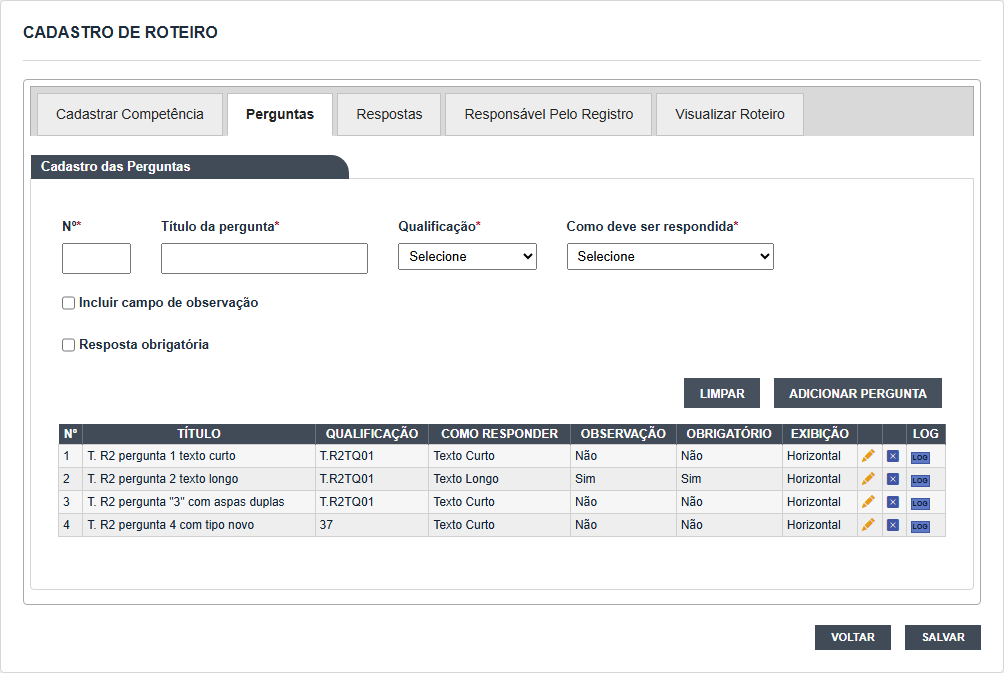 CADASTRO DE ROTEIRO
Cadastrar Competência Perguntas Respostas Responsável Pelo Registro Visualizar Roteiro
Cadastro das Perguntas
Nº* Título da pergunta* Qualificação* Como deve ser respondida*
Selecione Selecione
Incluir campo de observação
Resposta obrigatória
LIMPAR ADICIONAR PERGUNTA
Nº TÍTULO QUALIFICAÇÃO COMO RESPONDER OBSERVAÇÃO OBRIGATÓRIO EXIBIÇÃO LOG
1 T. R2 pergunta 1 texto curto T.R2TQ01 Texto Curto Não Não Horizontal LOG
2 T. R2 pergunta 2 texto longo T.R2TQ01 Texto Longo Sim Sim Horizontal LOG
3 T. R2 pergunta "3" com aspas duplas T.R2TQ01 Texto Curto Não Não Horizontal LOG
4 T. R2 pergunta 4 com tipo novo 37 Texto Curto Não Não Horizontal LOG
VOLTAR SALVAR